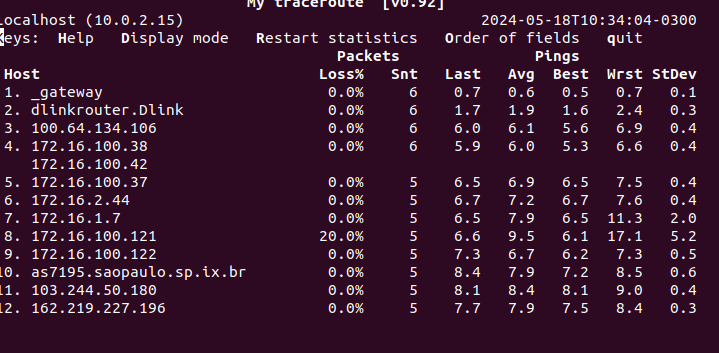 My traceroute  [v0.92]
localhost (10.0.2.15) 2024-05-18T10:34:04-0300
Keys:  Help   Display mode   Restart statistics   Order of fields   quit
Packets               Pings
Host                                Loss%   Snt   Last   Avg  Best  Wrst StDev
1. _gateway                          0.0%     6    0.7   0.6   0.5   0.7   0.1
2. dlinkrouter.Dlink                 0.0%     6    1.7   1.9   1.6   2.4   0.3
3. 100.64.134.106                    0.0%     6    6.0   6.1   5.6   6.9   0.4
4. 172.16.100.38                     0.0%     6    5.9   6.0   5.3   6.6   0.4
172.16.100.42
5. 172.16.100.37                     0.0%     5    6.5   6.9   6.5   7.5   0.4
6. 172.16.2.44                       0.0%     5    6.7   7.2   6.7   7.6   0.4
7. 172.16.1.7                        0.0%     5    6.5   7.9   6.5  11.3   2.0
8. 172.16.100.121                   20.0%     5    6.6   9.5   6.1  17.1   5.2
9. 172.16.100.122                    0.0%     5    7.3   6.7   6.2   7.3   0.5
10. as7195.saopaulo.sp.ix.br          0.0%     5    8.4   7.9   7.2   8.5   0.6
11. 103.244.50.180                    0.0%     5    8.1   8.4   8.1   9.0   0.4
12. 162.219.227.196                   0.0%     5    7.7   7.9   7.5   8.4   0.3